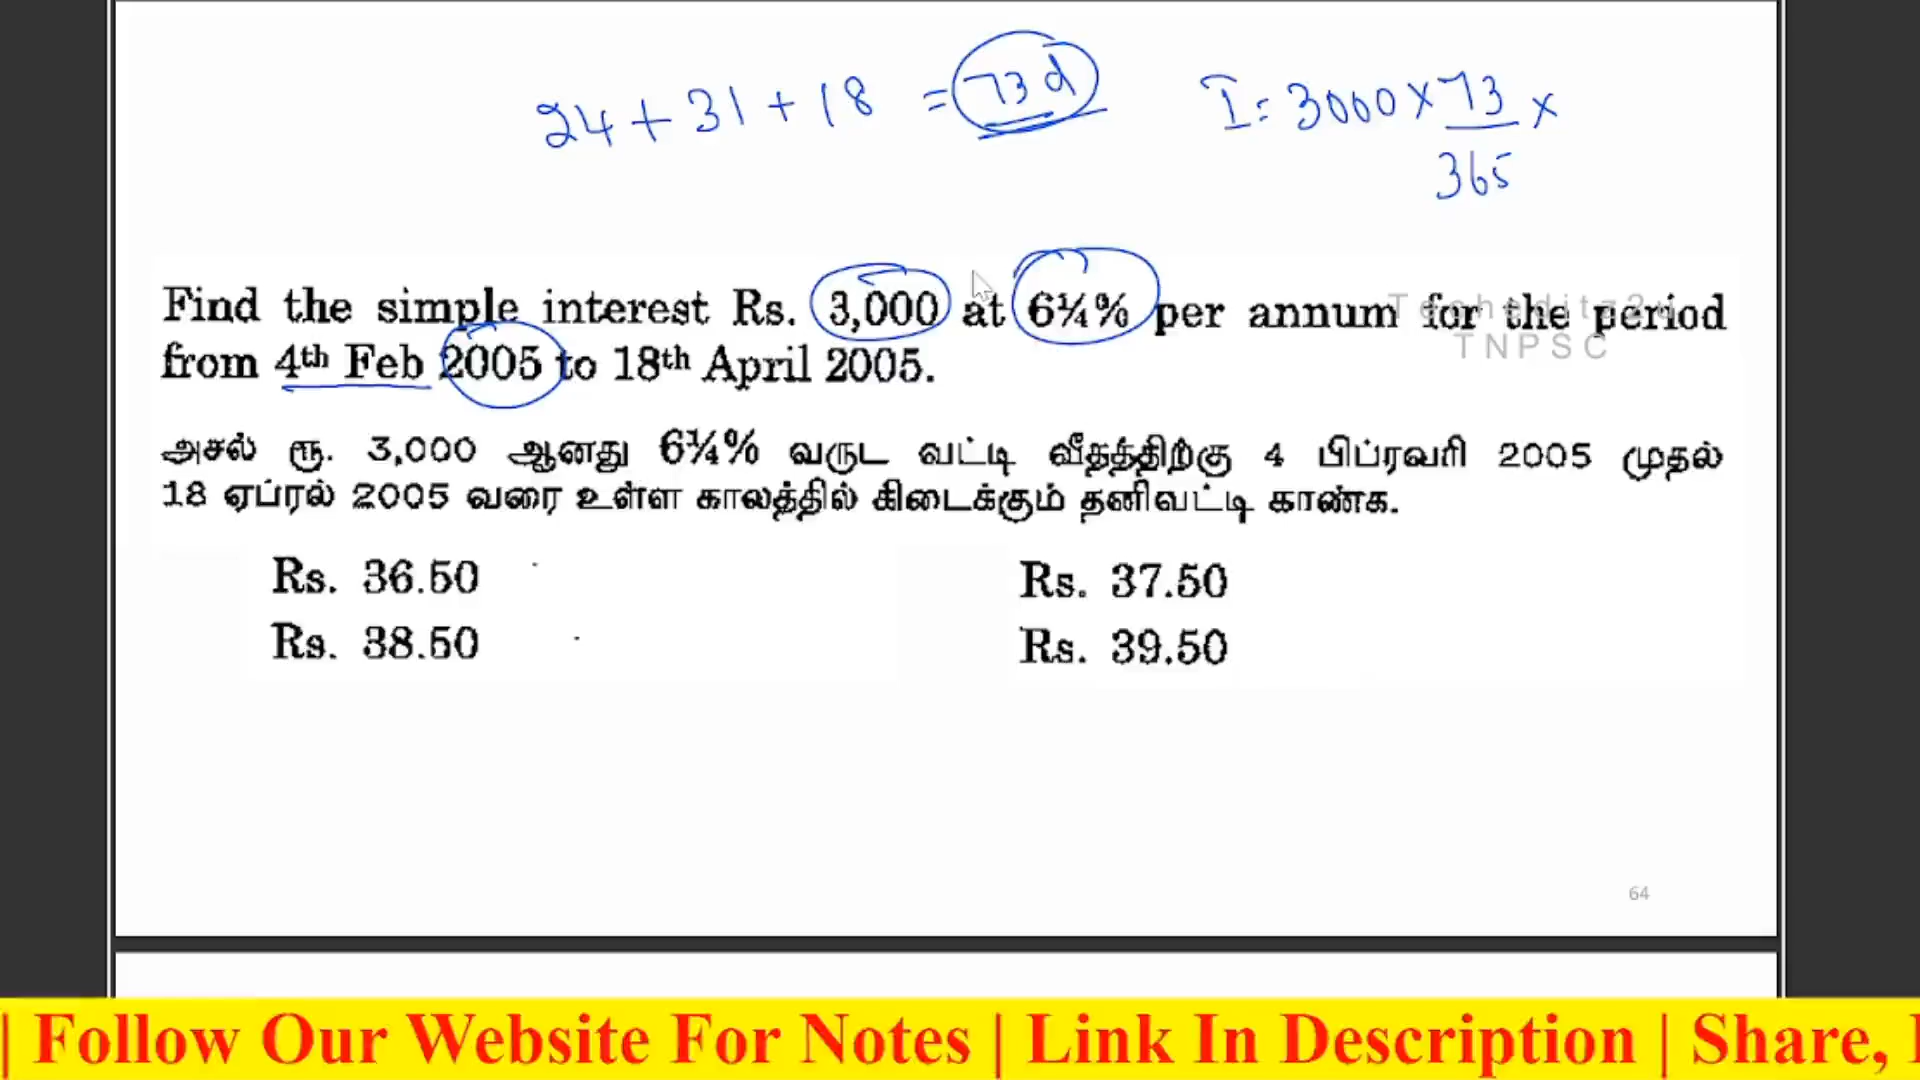 24 + 31 + 18 = 73 d
I = 3000 × 73/365 ×
Find the simple interest Rs. 3,000 at 6¼% per annum for the period
from 4th Feb 2005 to 18th April 2005.
Techeditz2u
TNPSC
அசல் ரூ. 3,000 ஆனது 6¼% வருட வட்டி வீதத்திற்கு 4 பிப்ரவரி 2005 முதல்
18 ஏப்ரல் 2005 வரை உள்ள காலத்தில் கிடைக்கும் தனிவட்டி காண்க.
Rs. 36.50 Rs. 37.50
Rs. 38.50 Rs. 39.50
64
| Follow Our Website For Notes | Link In Description | Share,